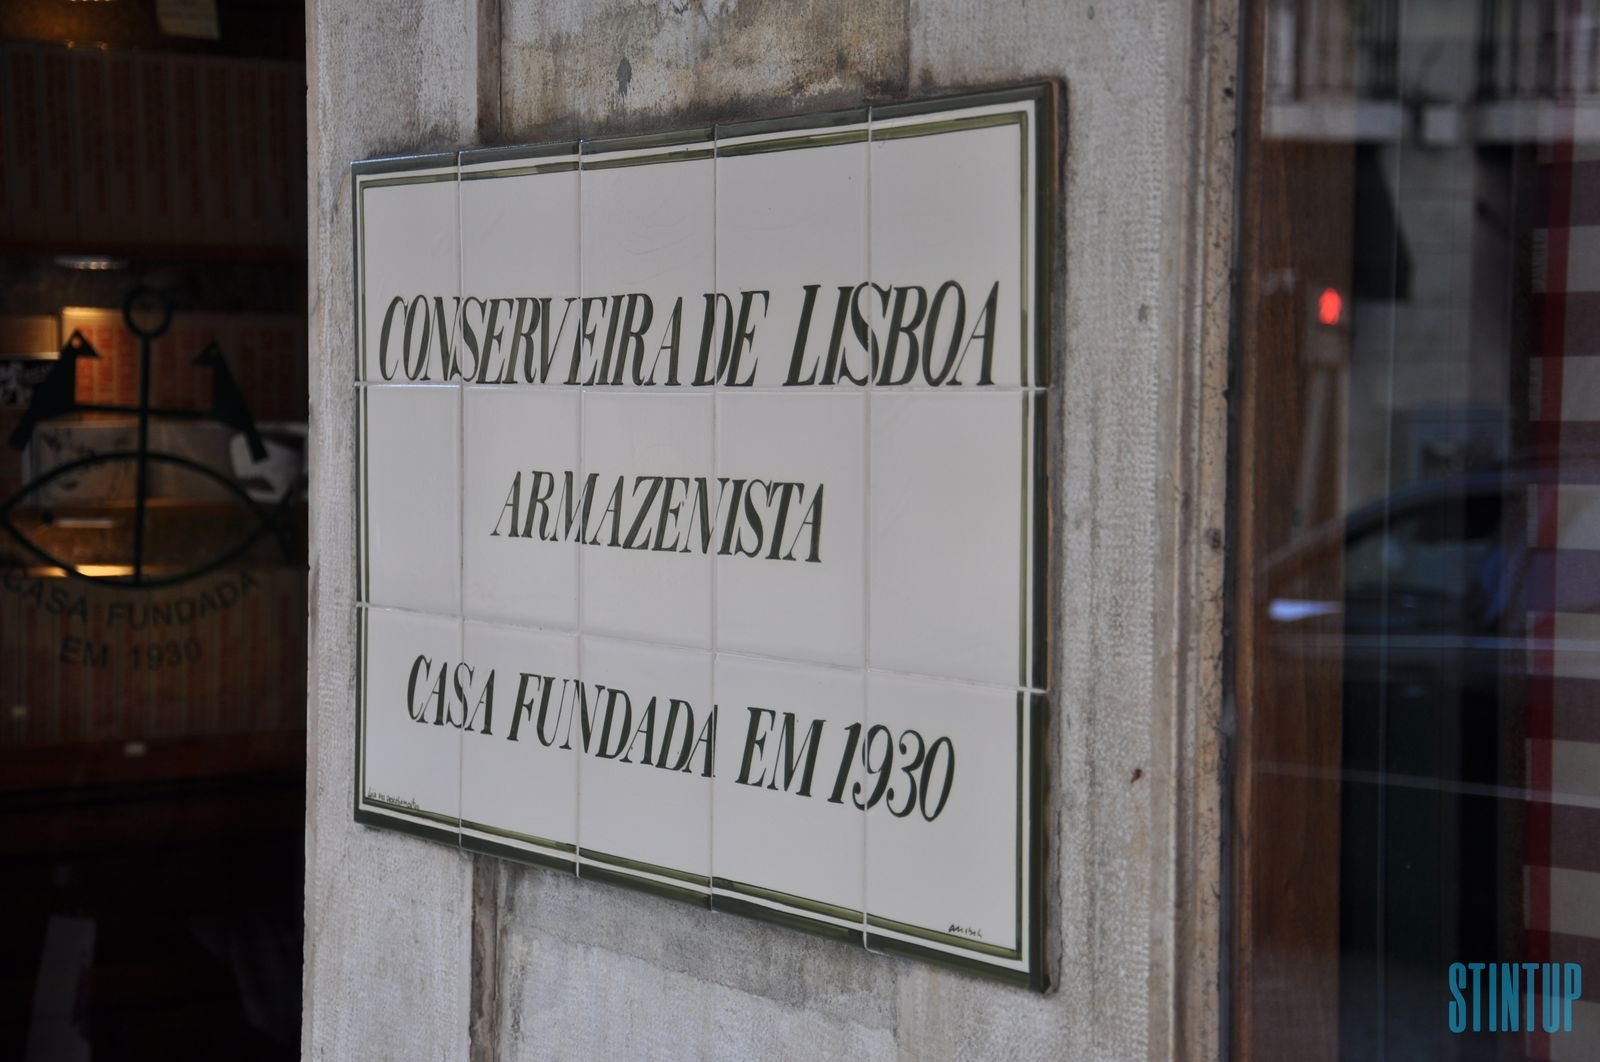 CONSERVEIRA DE LISBOA
ARMAZENISTA
CASA FUNDADA EM 1930
CASA FUNDADA
EM 1930
STINTUP